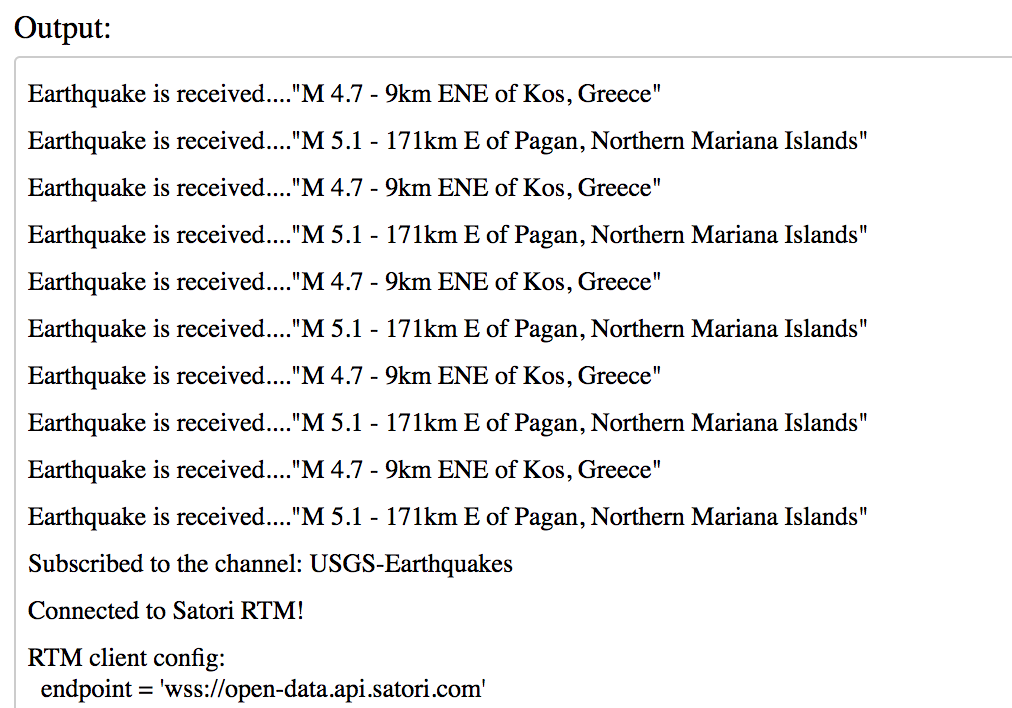 Output:
Earthquake is received...."M 4.7 - 9km ENE of Kos, Greece"
Earthquake is received...."M 5.1 - 171km E of Pagan, Northern Mariana Islands"
Earthquake is received...."M 4.7 - 9km ENE of Kos, Greece"
Earthquake is received...."M 5.1 - 171km E of Pagan, Northern Mariana Islands"
Earthquake is received...."M 4.7 - 9km ENE of Kos, Greece"
Earthquake is received...."M 5.1 - 171km E of Pagan, Northern Mariana Islands"
Earthquake is received...."M 4.7 - 9km ENE of Kos, Greece"
Earthquake is received...."M 5.1 - 171km E of Pagan, Northern Mariana Islands"
Earthquake is received...."M 4.7 - 9km ENE of Kos, Greece"
Earthquake is received...."M 5.1 - 171km E of Pagan, Northern Mariana Islands"
Subscribed to the channel: USGS-Earthquakes
Connected to Satori RTM!
RTM client config:
endpoint = 'wss://open-data.api.satori.com'